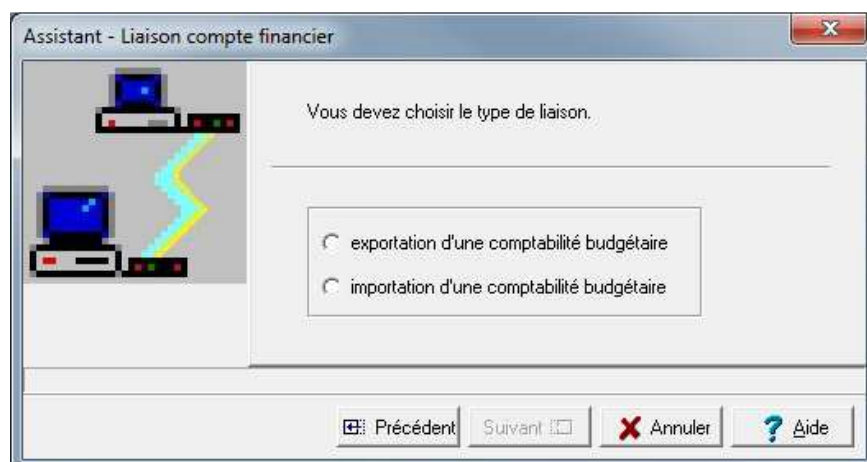 Assistant - Liaison compte financier
Vous devez choisir le type de liaison.
exportation d'une comptabilité budgétaire
importation d'une comptabilité budgétaire
Précédent
Suivant
Annuler
Aide